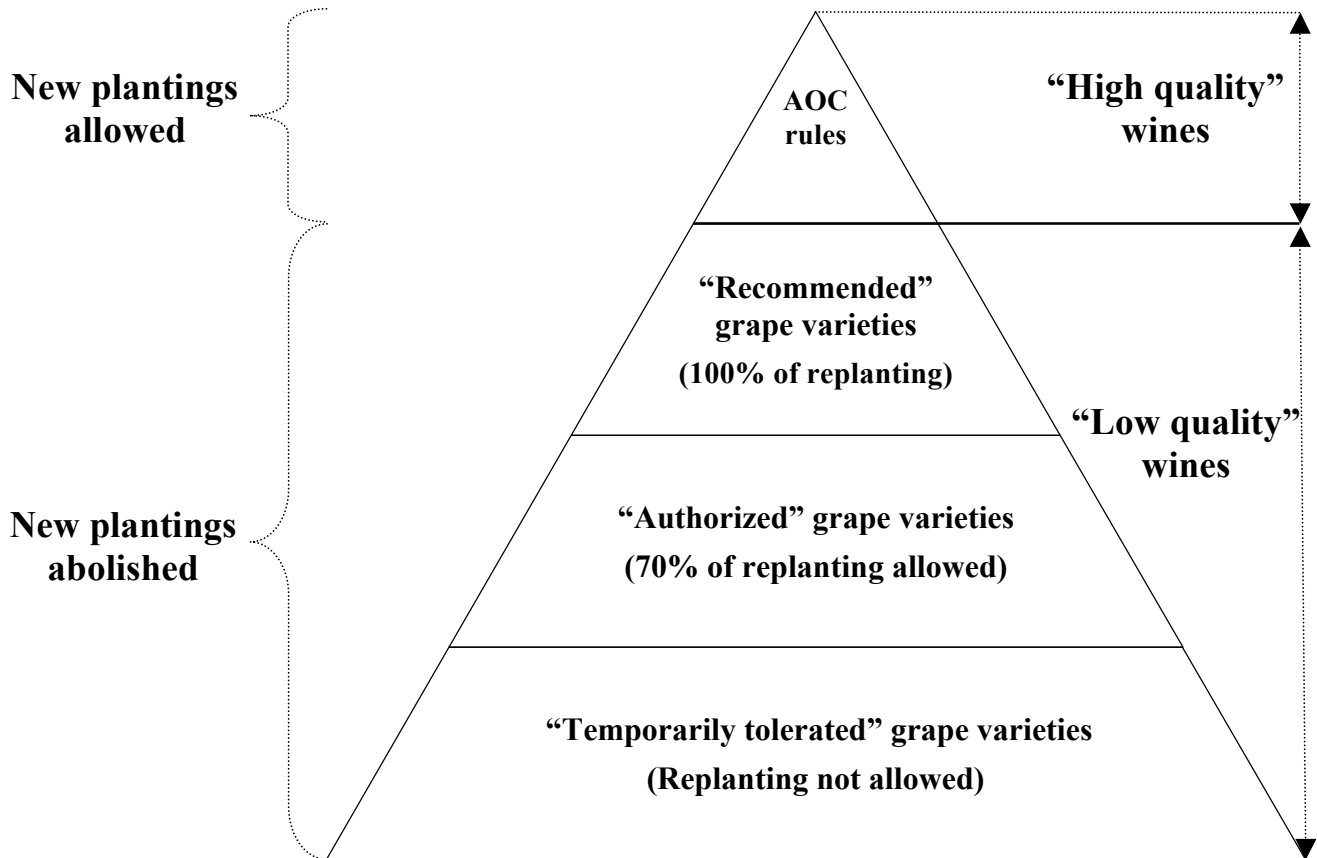 New plantings
allowed
AOC
rules
“High quality”
wines
“Recommended”
grape varieties
(100% of replanting)
“Low quality”
wines
New plantings
abolished
“Authorized” grape varieties
(70% of replanting allowed)
“Temporarily tolerated” grape varieties
(Replanting not allowed)